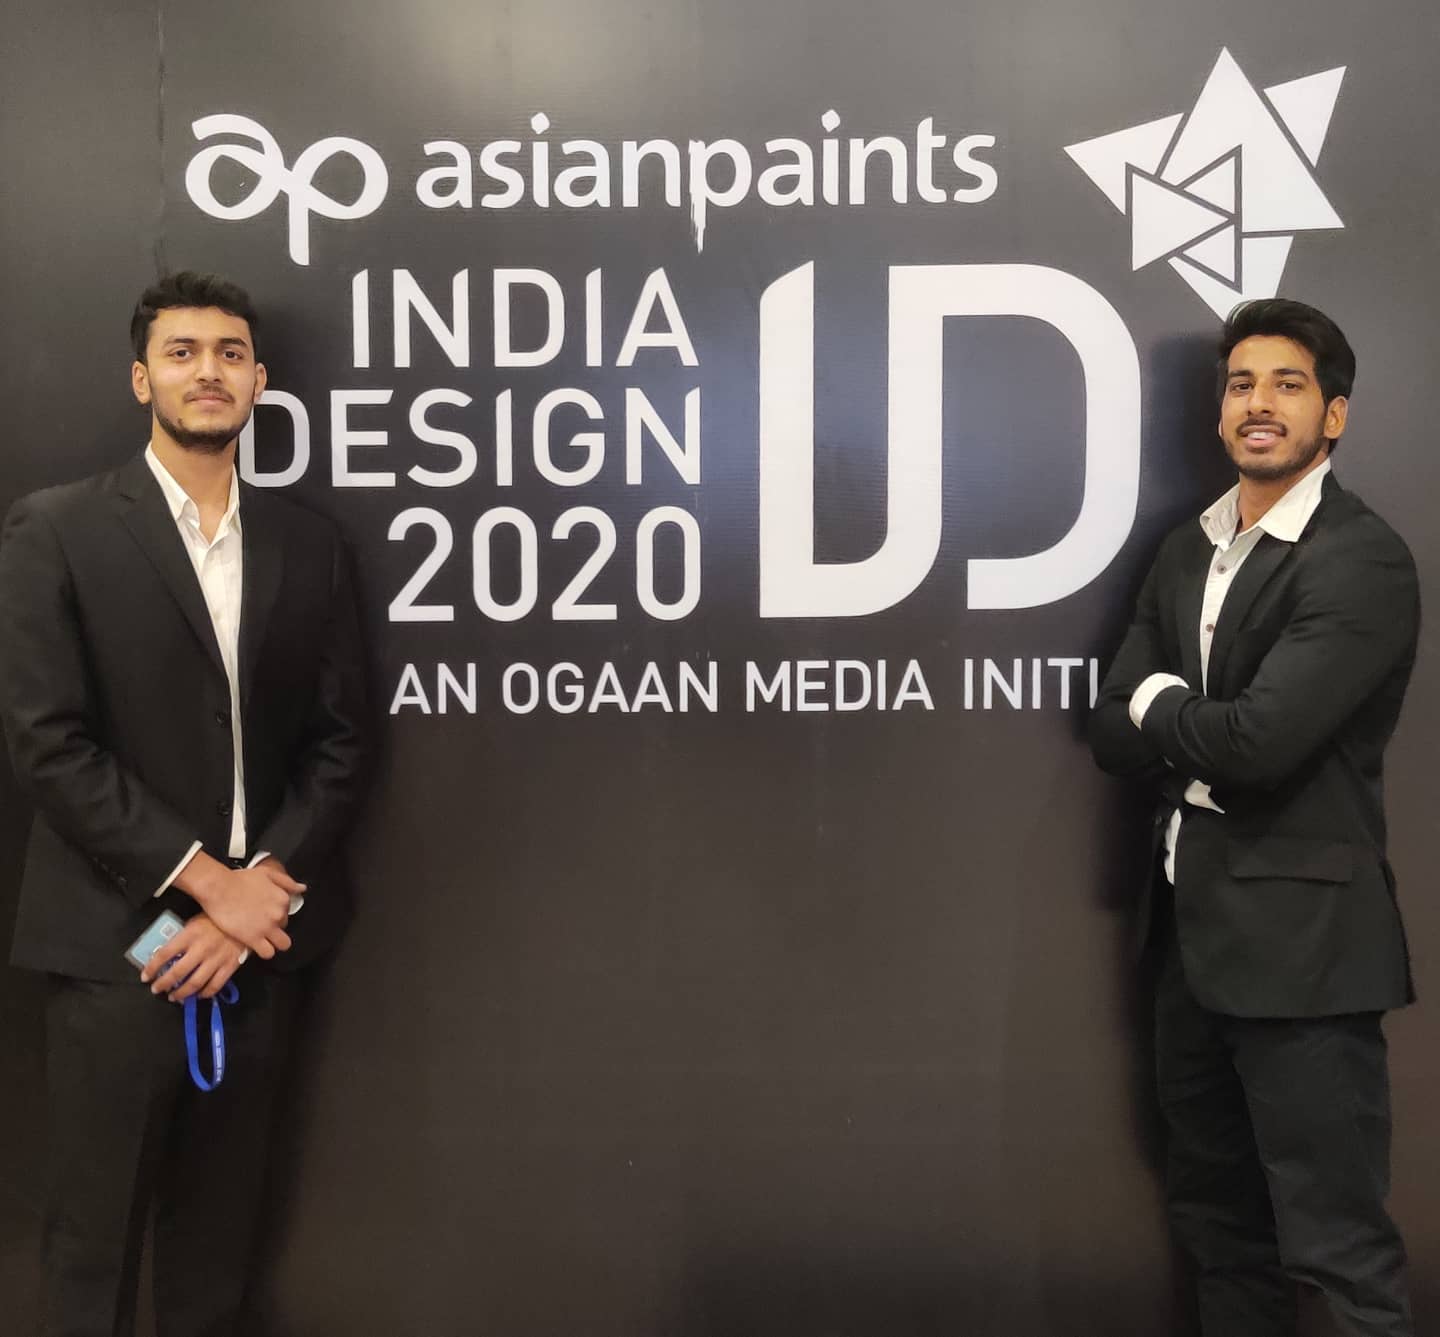 ap asianpaints
INDIA
DESIGN
2020
ID
AN OGAAN MEDIA INITI